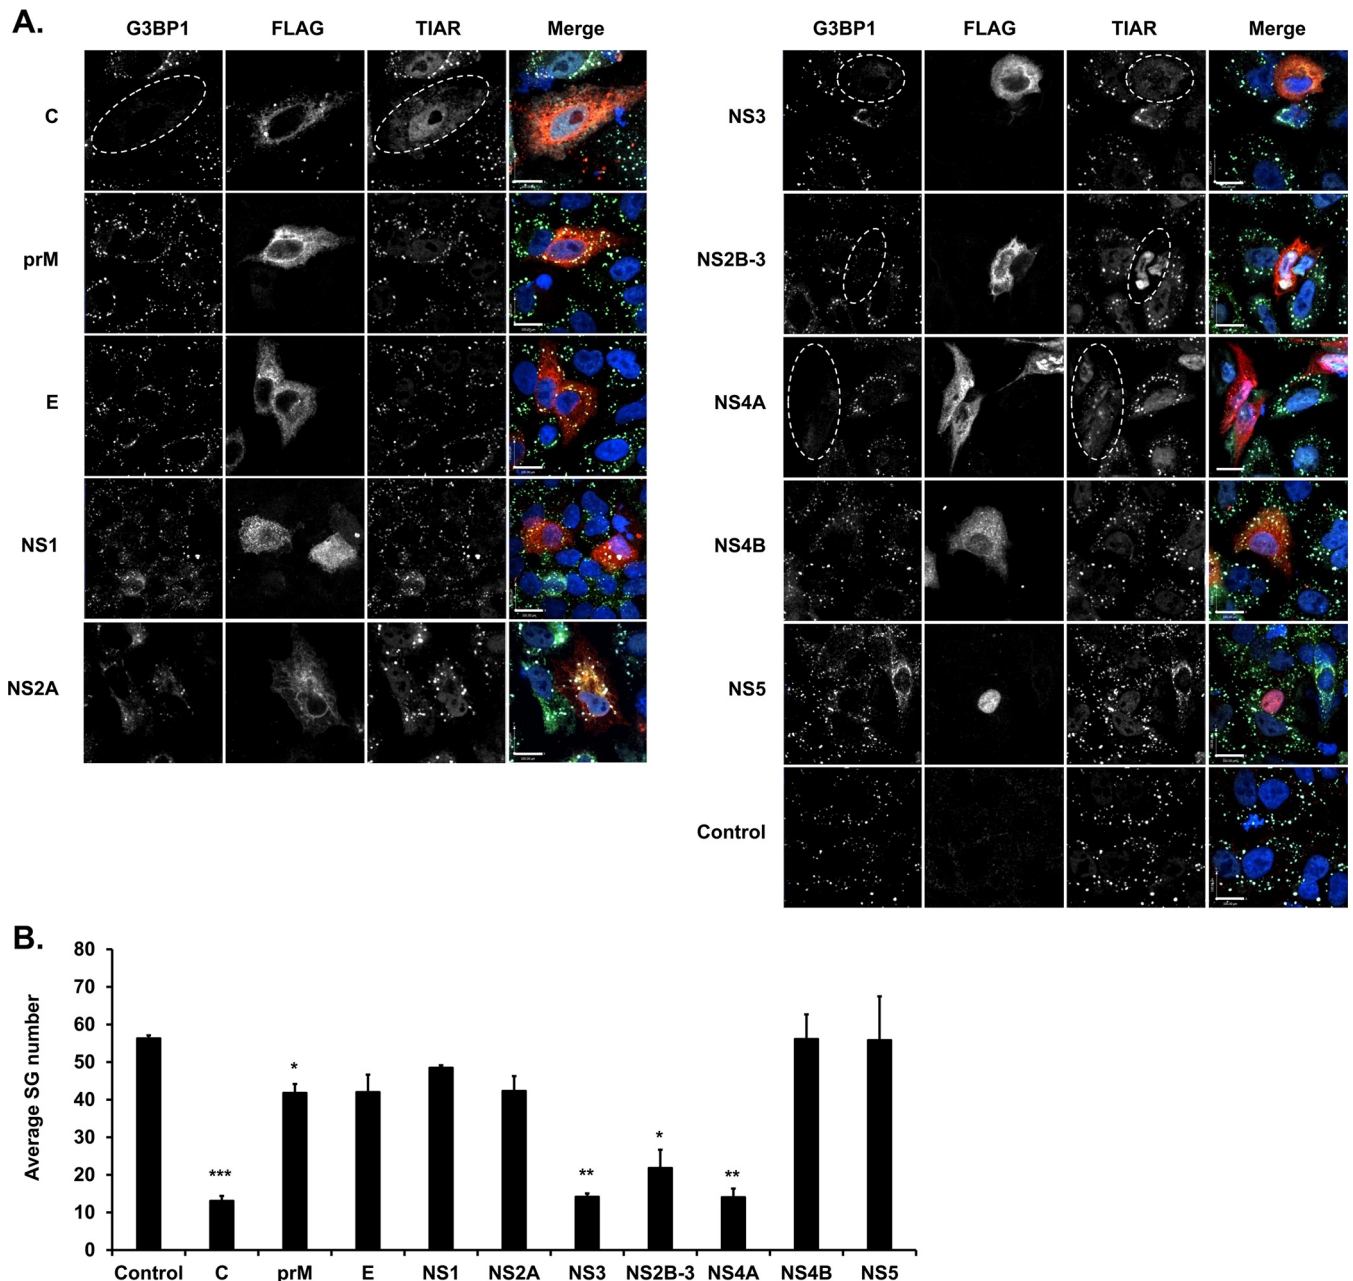 A.
G3BP1 FLAG TIAR Merge
C
prM
E
NS1
NS2A
G3BP1 FLAG TIAR Merge
NS3
NS2B-3
NS4A
NS4B
NS5
Control
B.
Average SG number
80
70
60
50
40
30
20
10
0
*
***
**
*
**
Control C prM E NS1 NS2A NS3 NS2B-3 NS4A NS4B NS5